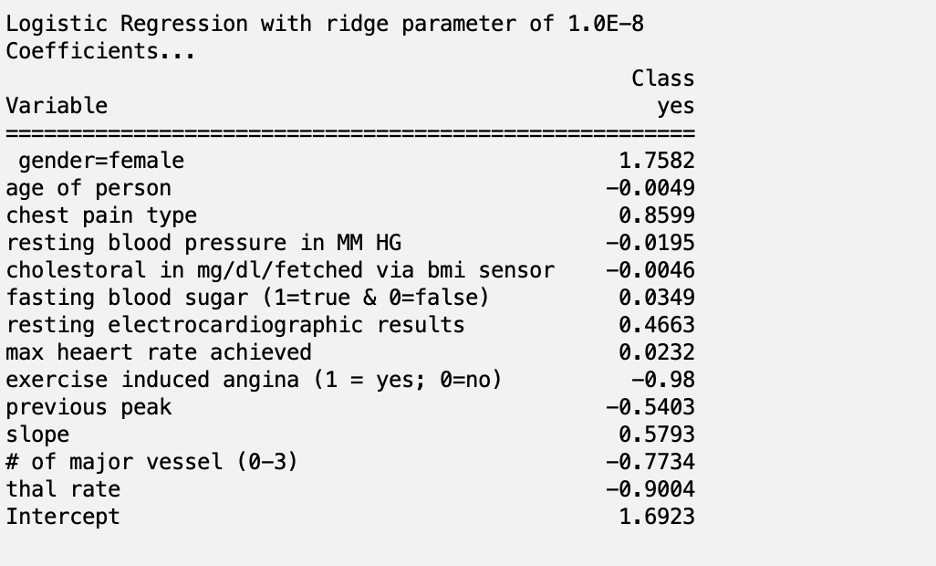 Logistic Regression with ridge parameter of 1.0E-8
Coefficients...
Class
Variable yes
======================================================
gender=female 1.7582
age of person -0.0049
chest pain type 0.8599
resting blood pressure in MM HG -0.0195
cholestoral in mg/dl/fetched via bmi sensor -0.0046
fasting blood sugar (1=true & 0=false) 0.0349
resting electrocardiographic results 0.4663
max heaert rate achieved 0.0232
exercise induced angina (1 = yes; 0=no) -0.98
previous peak -0.5403
slope 0.5793
# of major vessel (0-3) -0.7734
thal rate -0.9004
Intercept 1.6923